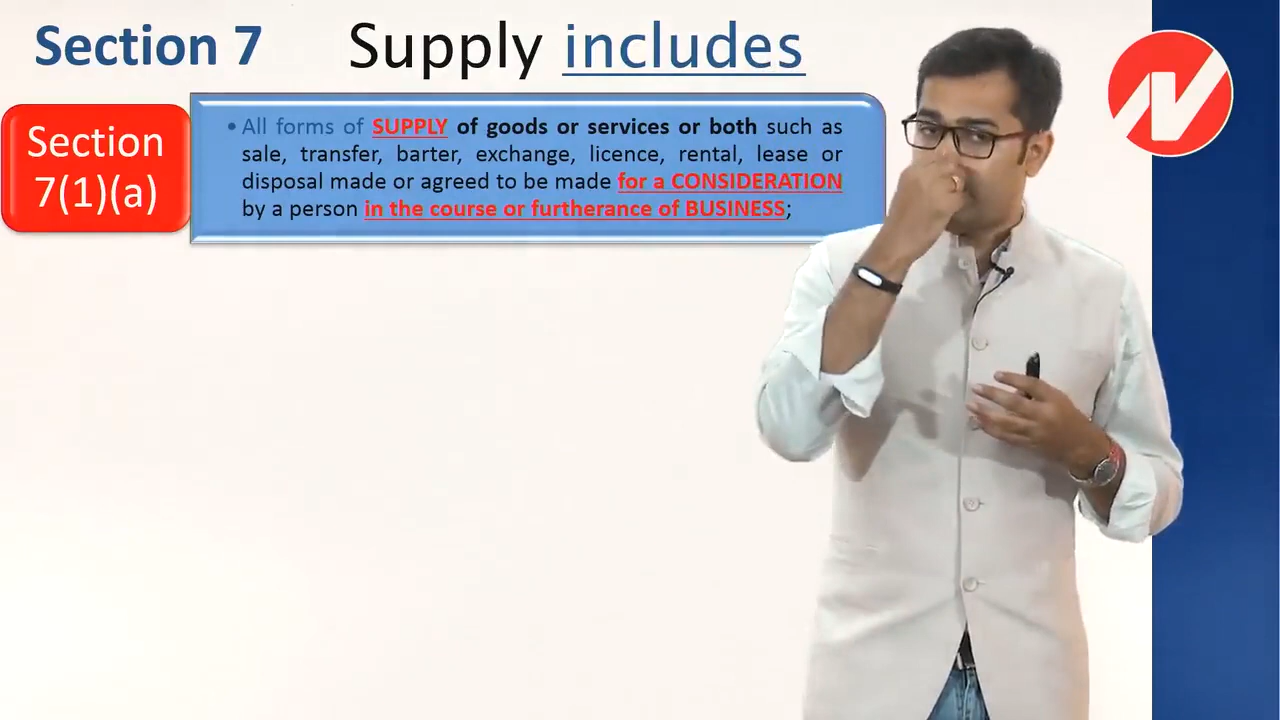 Section 7 Supply includes
Section
7(1)(a)
• All forms of SUPPLY of goods or services or both such as
sale, transfer, barter, exchange, licence, rental, lease or
disposal made or agreed to be made for a CONSIDERATION
by a person in the course or furtherance of BUSINESS;